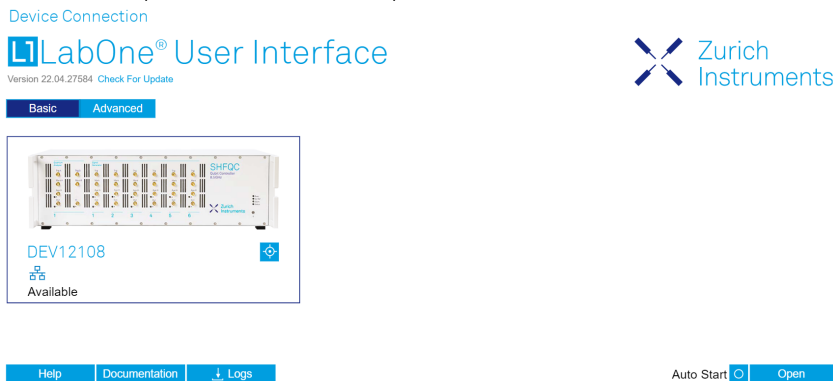 Device Connection
L1 LabOne® User Interface
Zurich
Instruments
Version 22.04.27584 Check For Update
Basic Advanced
SHFQC
Zurich
Instruments
1 1 2 3 4 5 6
DEV12108
Available
Help Documentation Logs
Auto Start Open